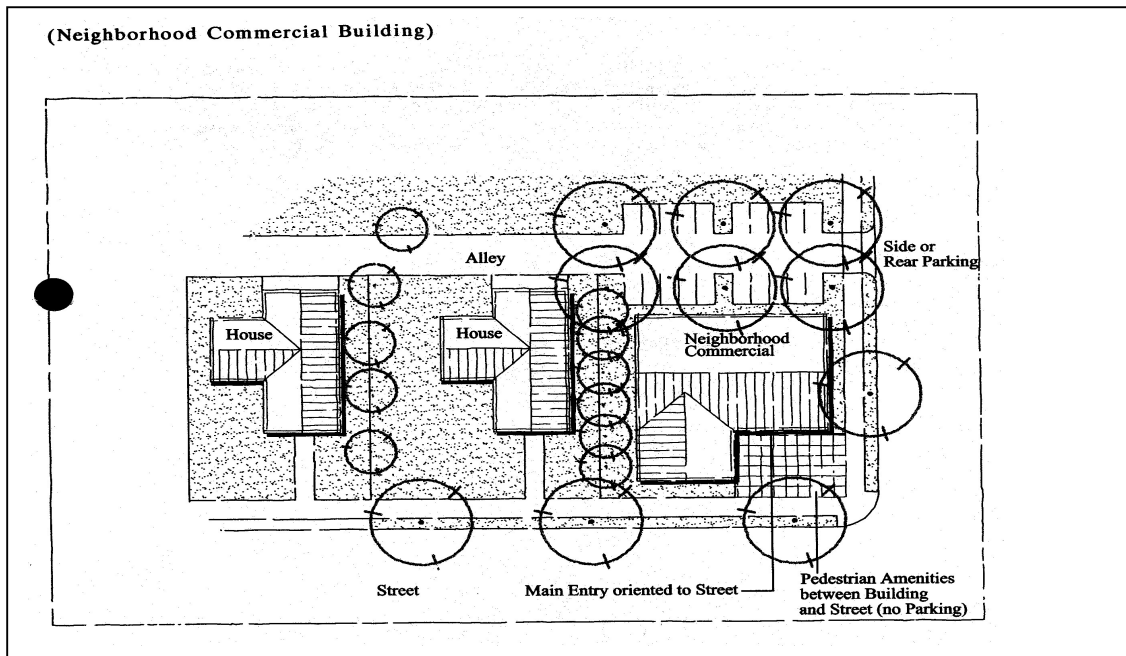 (Neighborhood Commercial Building)
Alley
Side or
Rear Parking
House
House
Neighborhood
Commercial
Street
Main Entry oriented to Street
Pedestrian Amenities
between Building
and Street (no Parking)